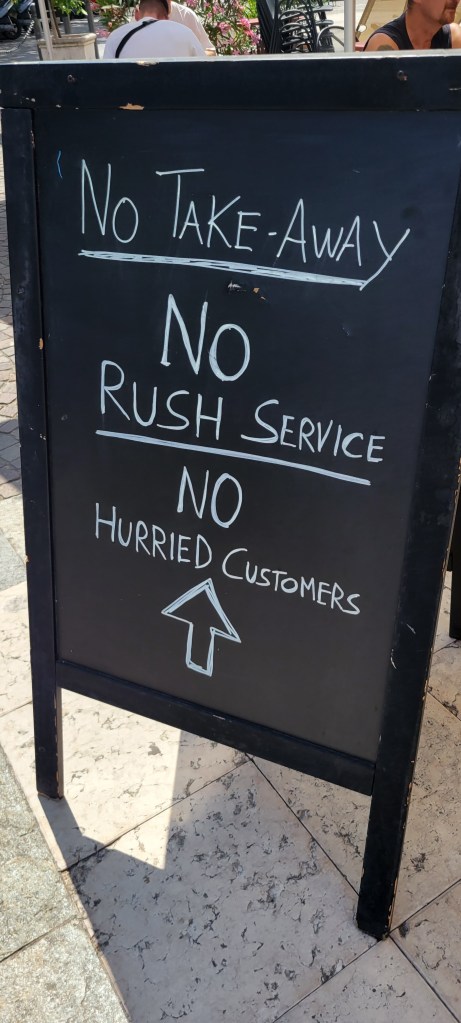 No Take-Away
No
Rush Service
No
Hurried Customers